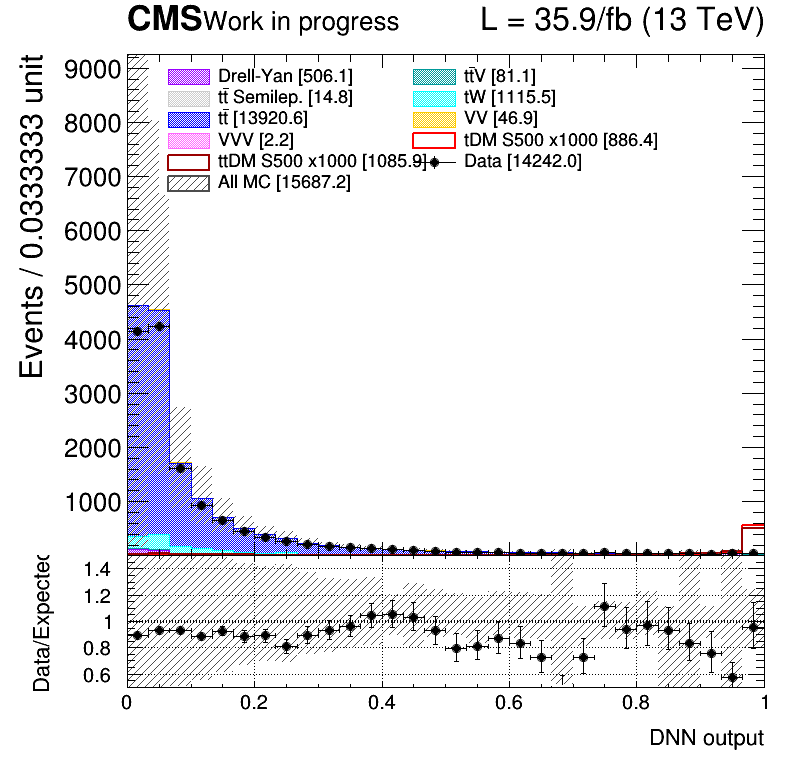 CMS Work in progress L = 35.9/fb (13 TeV)
Events / 0.0333333 unit
9000
8000
7000
6000
5000
4000
3000
2000
1000
Drell-Yan [506.1]
tt̄V [81.1]
tt̄ Semilep. [14.8]
tW [1115.5]
tt̄ [13920.6]
VV [46.9]
VVV [2.2]
tDM S500 x1000 [886.4]
ttDM S500 x1000 [1085.9]
Data [14242.0]
All MC [15687.2]
Data/Expected
1.4
1.2
1
0.8
0.6
0 0.2 0.4 0.6 0.8 1
DNN output